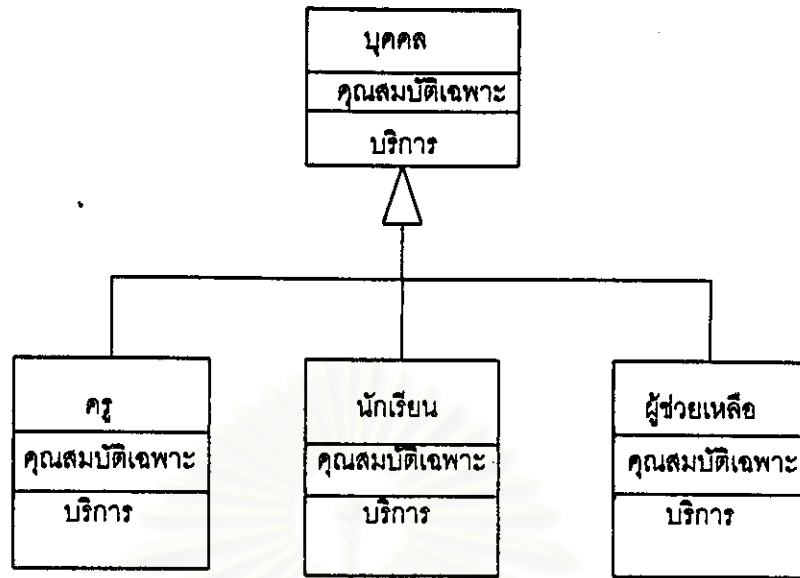 บุคคล
คุณสมบัติเฉพาะ
บริการ
ครู
คุณสมบัติเฉพาะ
บริการ
นักเรียน
คุณสมบัติเฉพาะ
บริการ
ผู้ช่วยเหลือ
คุณสมบัติเฉพาะ
บริการ